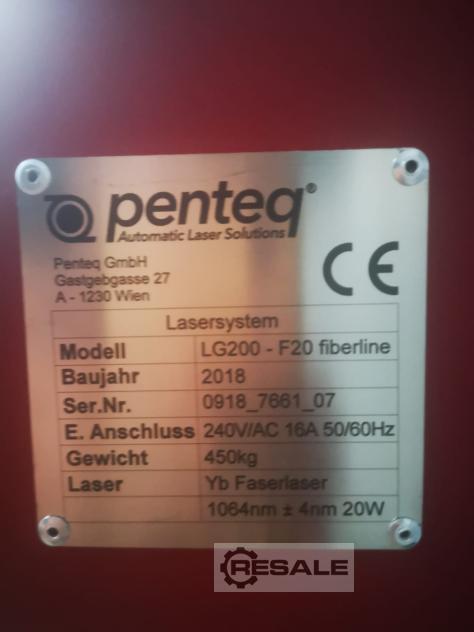 penteq®
Automatic Laser Solutions
Penteq GmbH
Gastgebgasse 27
A - 1230 Wien
CE
Lasersystem
Modell LG200 - F20 fiberline
Baujahr 2018
Ser.Nr. 0918_7661_07
E. Anschluss 240V/AC 16A 50/60Hz
Gewicht 450kg
Laser Yb Faserlaser
1064nm ± 4nm 20W
RESALE